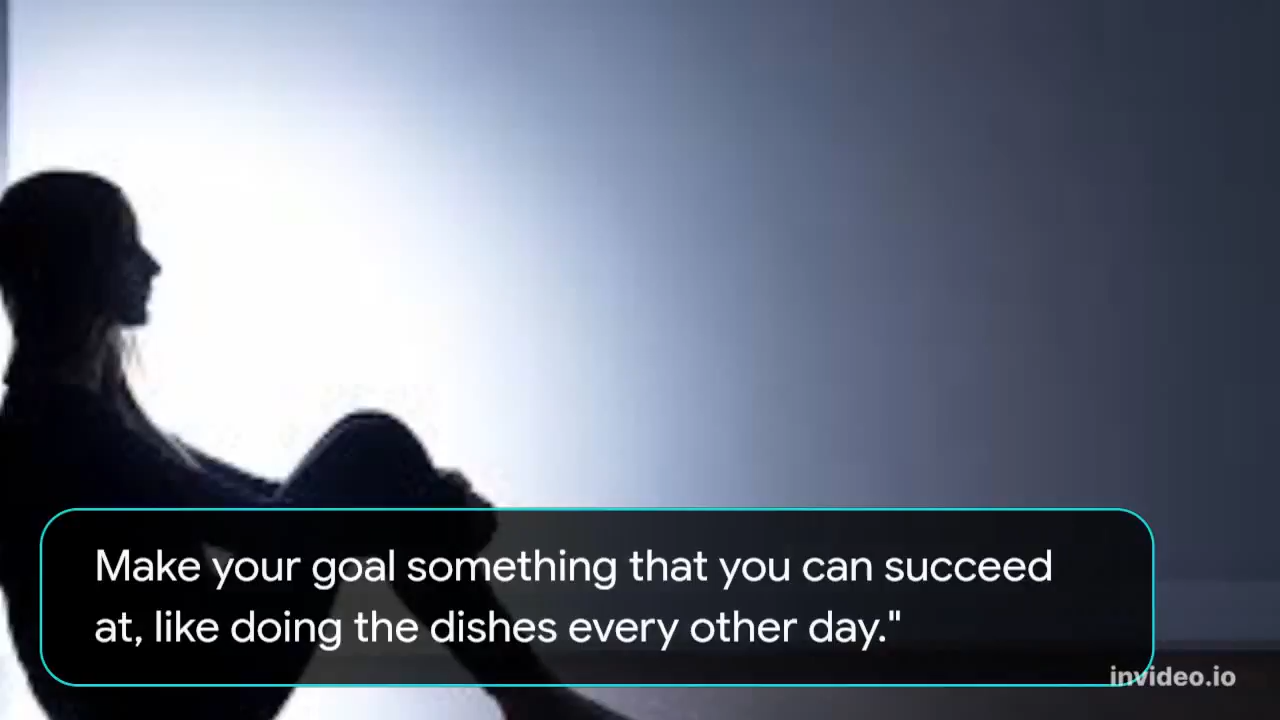 Make your goal something that you can succeed
at, like doing the dishes every other day."
invideo.io